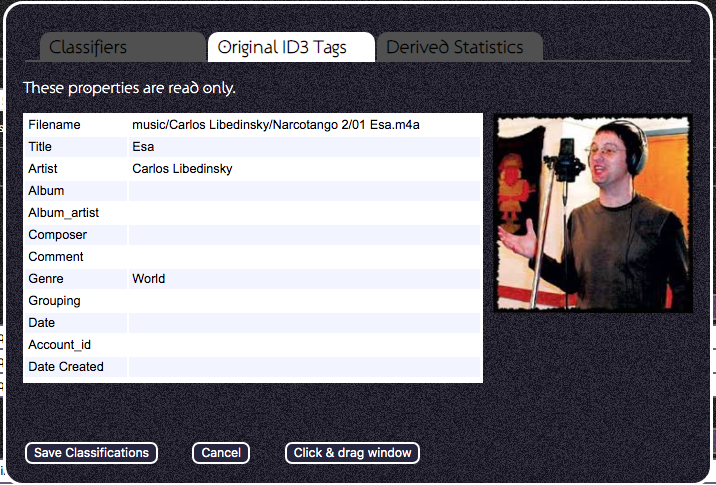 Classifiers Original ID3 Tags Derived Statistics
These properties are read only.
Filename music/Carlos Libedinsky/Narcotango 2/01 Esa.m4a
Title Esa
Artist Carlos Libedinsky
Album
Album_artist
Composer
Comment
Genre World
Grouping
Date
Account_id
Date Created
Save Classifications Cancel Click & drag window